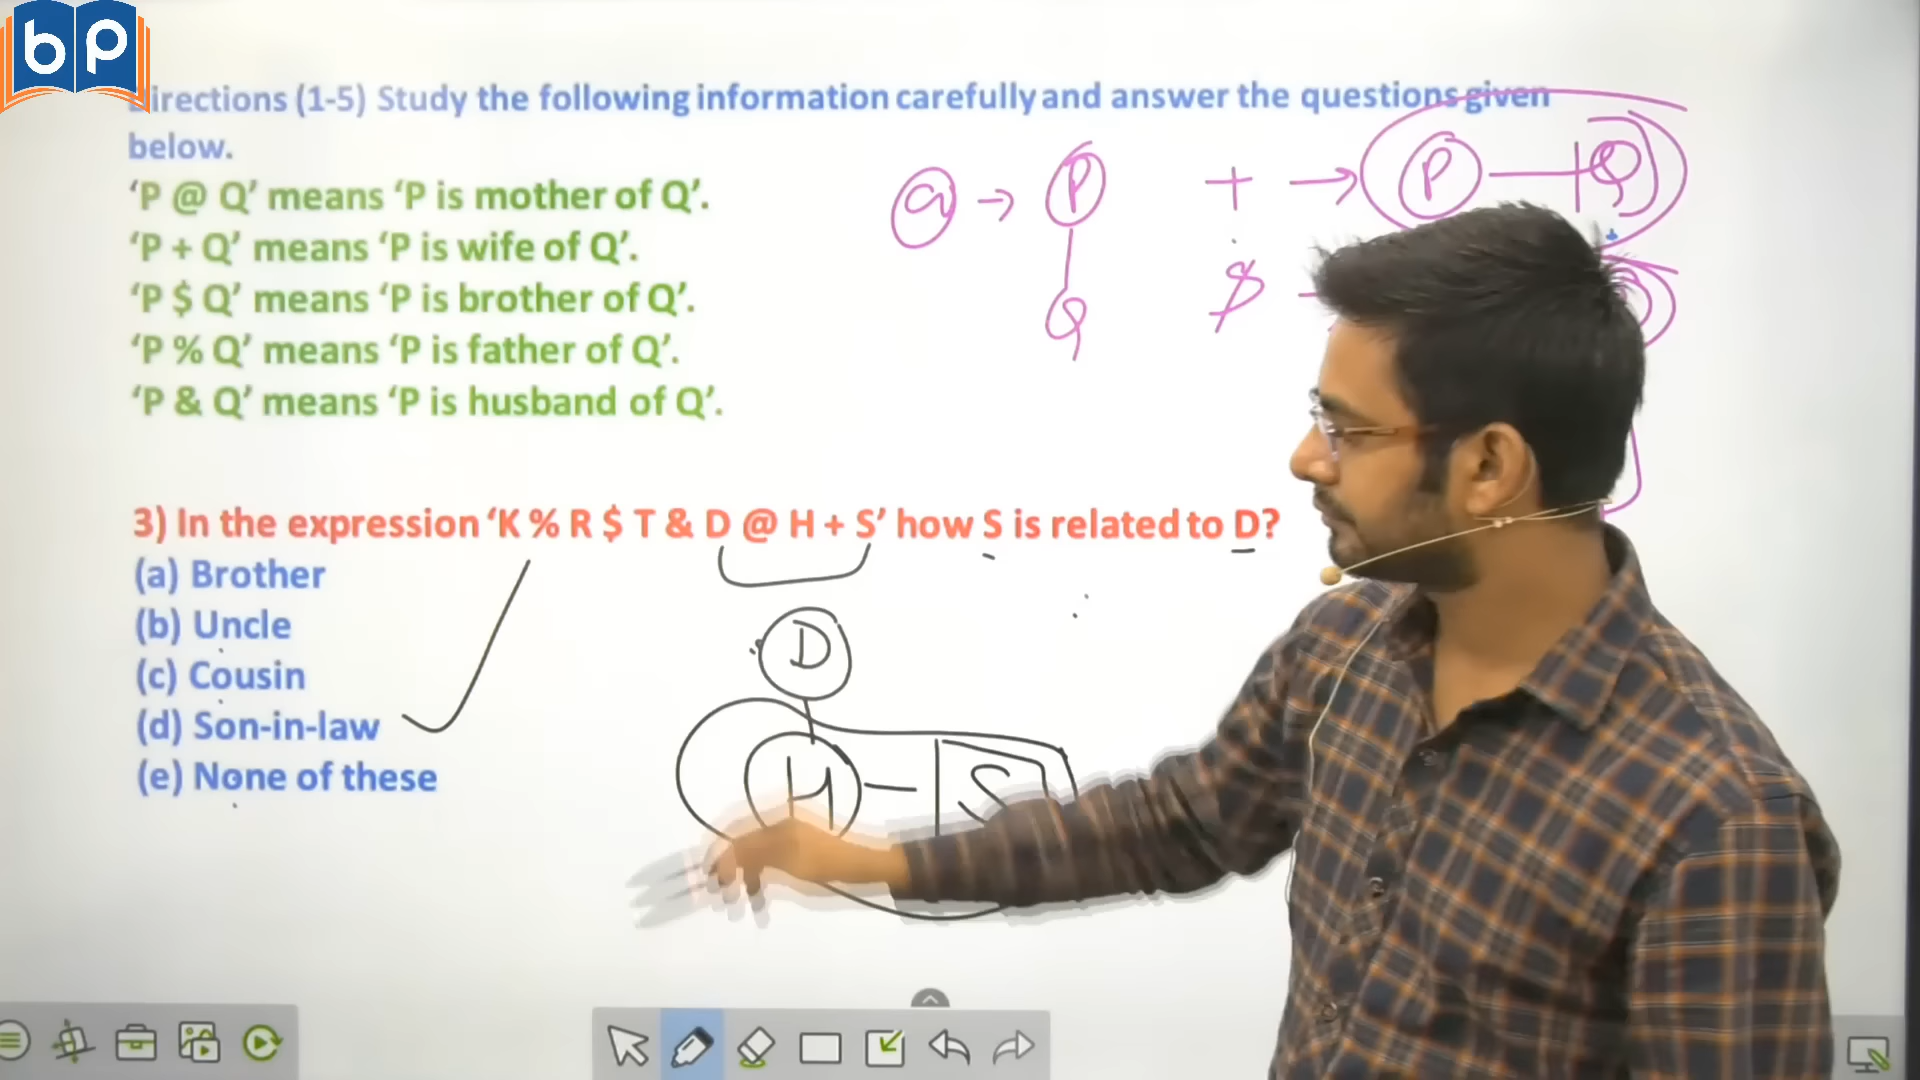 bp
Directions (1-5) Study the following information carefully and answer the questions given
below.
‘P @ Q’ means ‘P is mother of Q’.
‘P + Q’ means ‘P is wife of Q’.
‘P $ Q’ means ‘P is brother of Q’.
‘P % Q’ means ‘P is father of Q’.
‘P & Q’ means ‘P is husband of Q’.
@ → P
Q
+ → P — Q
$
3) In the expression ‘K % R $ T & D @ H + S’ how S is related to D?
(a) Brother
(b) Uncle
(c) Cousin
(d) Son-in-law
(e) None of these
D
H — S